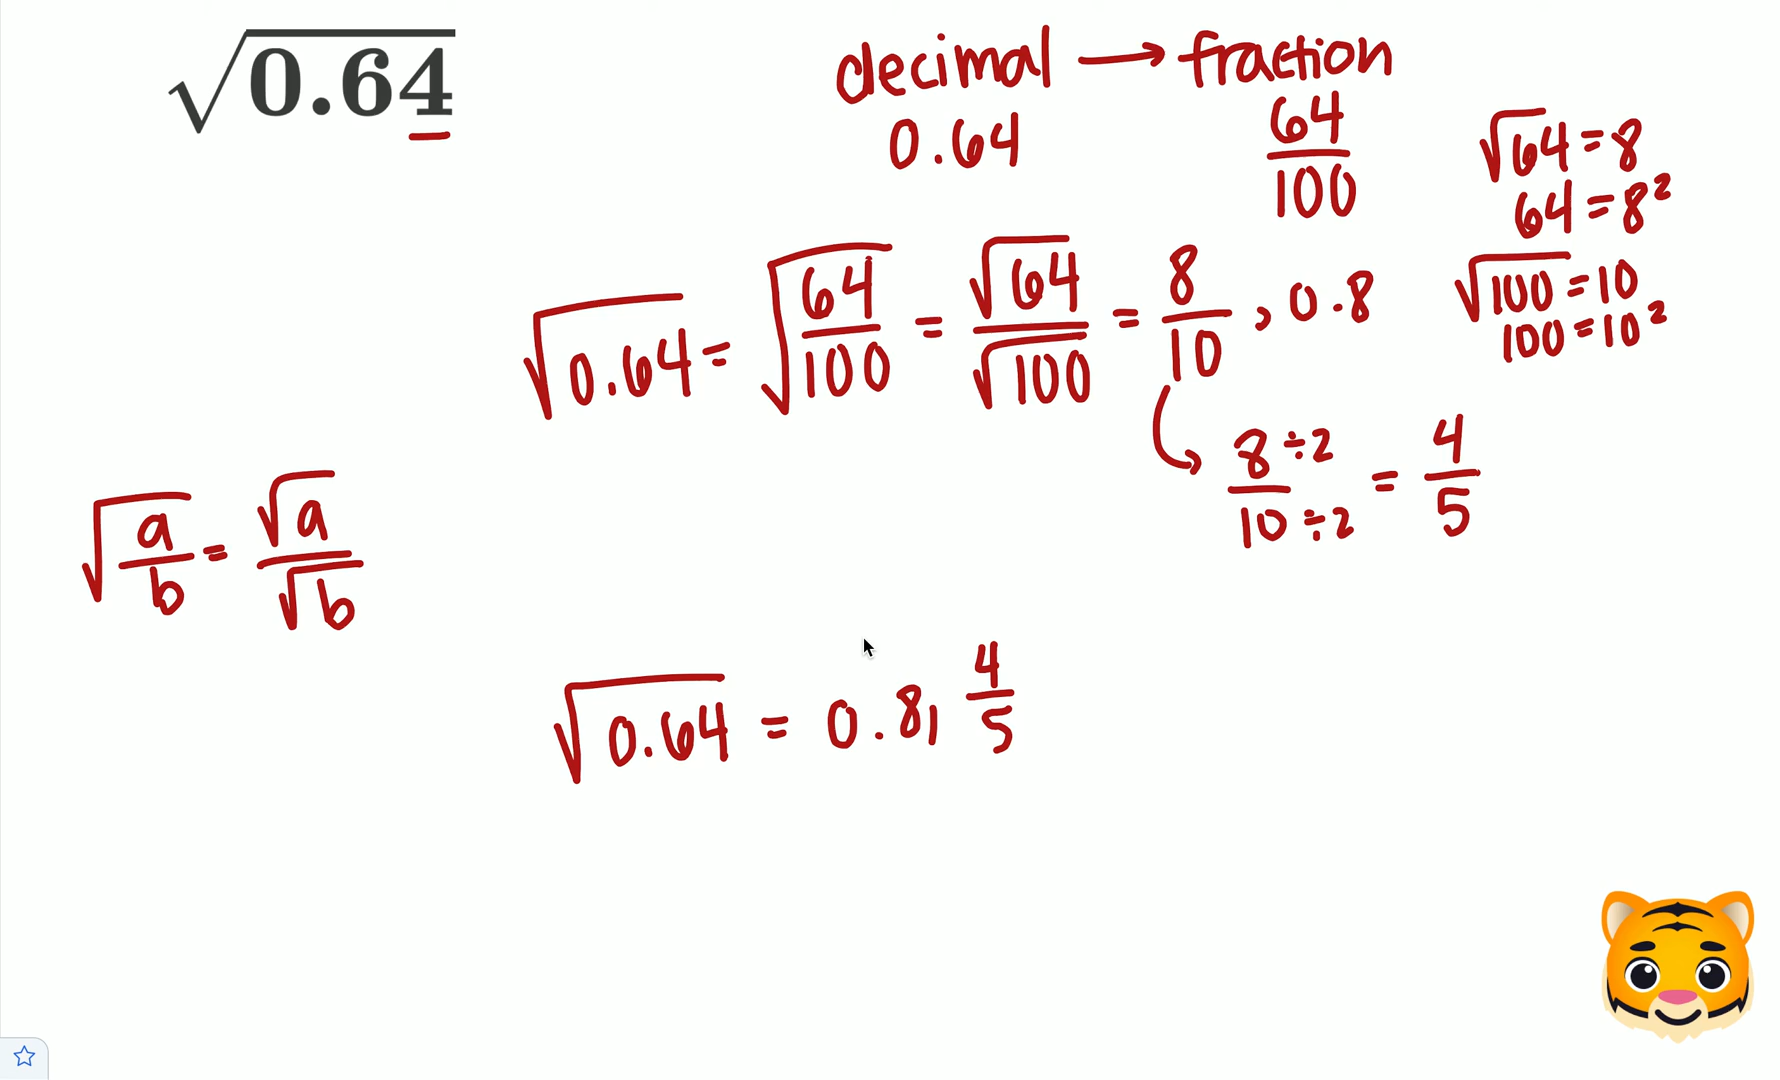 √0.64
decimal → fraction
0.64 64/100
√64 = 8
64 = 8²
√100 = 10
100 = 10²
√0.64 = √(64/100) = √64/√100 = 8/10 , 0.8
8÷2/10÷2 = 4/5
√(a/b) = √a/√b
√0.64 = 0.8, 4/5